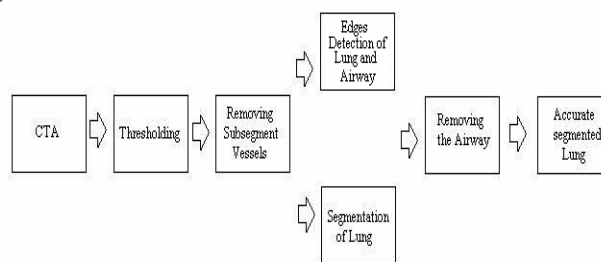 CTA
Thresholding
Removing
Subsegment
Vessels
Edges
Detection of
Lung and
Airway
Segmentation
of Lung
Removing
the Airway
Accurate
segmented
Lung